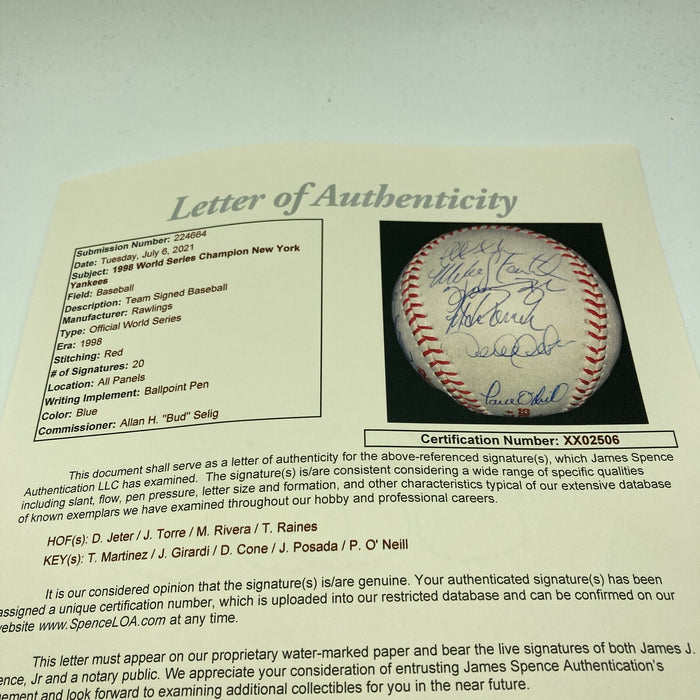 Letter of Authenticity
Submission Number: 224664
Date: Tuesday, July 6, 2021
Subject: 1998 World Series Champion New York
Yankees
Field: Baseball
Description: Team Signed Baseball
Manufacturer: Rawlings
Type: Official World Series
Era: 1998
Stitching: Red
# of Signatures: 20
Location: All Panels
Writing Implement: Ballpoint Pen
Color: Blue
Commissioner: Allan H. "Bud" Selig
Mike Stanton
Paul O'Neill
Certification Number: XX02506
This document shall serve as a letter of authenticity for the above-referenced signature(s), which James Spence
Authentication LLC has examined. The signature(s) is/are consistent considering a wide range of specific qualities
including slant, flow, pen pressure, letter size and formation, and other characteristics typical of our extensive database
of known exemplars we have examined throughout our hobby and professional careers.
HOF(s): D. Jeter / J. Torre / M. Rivera / T. Raines
KEY(s): T. Martinez / J. Girardi / D. Cone / J. Posada / P. O' Neill
It is our considered opinion that the signature(s) is/are genuine. Your authenticated signature(s) has been
assigned a unique certification number, which is uploaded into our restricted database and can be confirmed on our
website www.SpenceLOA.com at any time.
This letter must appear on our proprietary water-marked paper and bear the live signatures of both James J.
ence, Jr and a notary public. We appreciate your consideration of entrusting James Spence Authentication's
ement and look forward to examining additional collectibles for you in the near future.